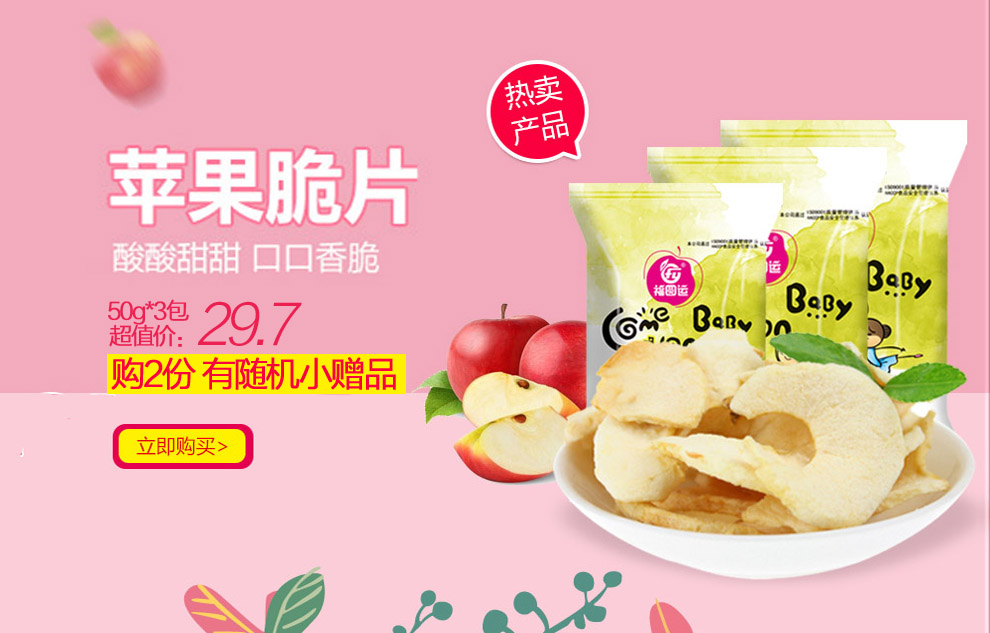 热卖
产品
苹果脆片
酸酸甜甜 口口香脆
50g*3包
超值价：29.7
购2份 有随机小赠品
立即购买>
福圆运
Come
BaBy
BaBy
BaBy